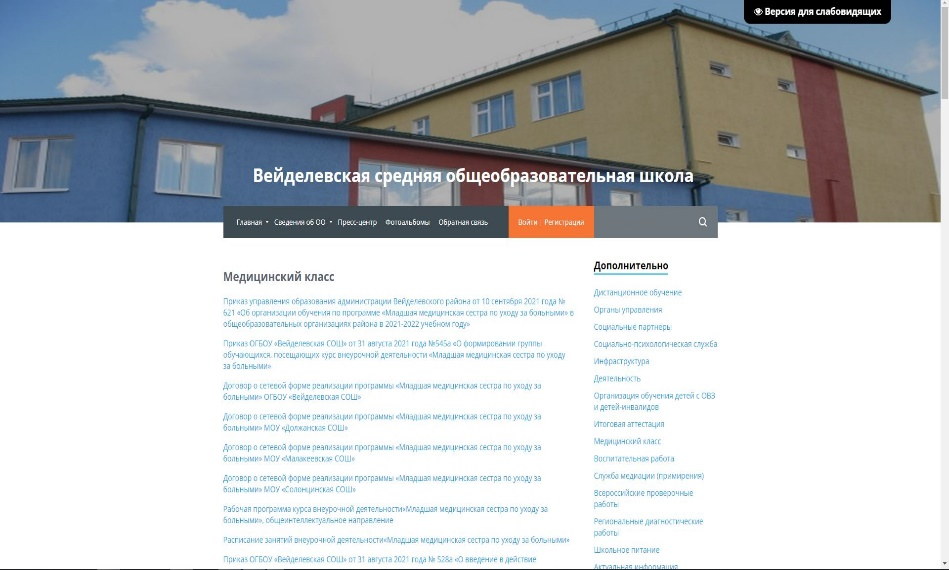 Версия для слабовидящих
Вейделевская средняя общеобразовательная школа
Главная Сведения об ОО Пресс-центр Фотоальбомы Обратная связь Войти Регистрация
Медицинский класс
Приказ управления образования администрации Вейделевского района от 10 сентября 2021 года №
621 «Об организации обучения по программе «Младшая медицинская сестра по уходу за больными» в
общеобразовательных организациях района в 2021-2022 учебном году»
Приказ ОГБОУ «Вейделевская СОШ» от 31 августа 2021 года №545а «О формировании группы
обучающихся, посещающих курс внеурочной деятельности «Младшая медицинская сестра по уходу
за больными»
Договор о сетевой форме реализации программы «Младшая медицинская сестра по уходу за
больными» ОГБОУ «Вейделевская СОШ»
Договор о сетевой форме реализации программы «Младшая медицинская сестра по уходу за
больными» МОУ «Должанская СОШ»
Договор о сетевой форме реализации программы «Младшая медицинская сестра по уходу за
больными» МОУ «Малакеевская СОШ»
Договор о сетевой форме реализации программы «Младшая медицинская сестра по уходу за
больными» МОУ «Солонцинская СОШ»
Рабочая программа курса внеурочной деятельности«Младшая медицинская сестра по уходу за
больными», общеинтеллектуальное направление
Расписание занятий внеурочной деятельности«Младшая медицинская сестра по уходу за больными»
Приказ ОГБОУ «Вейделевская СОШ» от 31 августа 2021 года № 528а «О введение в действие
Дополнительно
Дистанционное обучение
Органы управления
Социальные партнеры
Социально-психологическая служба
Инфраструктура
Деятельность
Организация обучения детей с ОВЗ
и детей-инвалидов
Итоговая аттестация
Медицинский класс
Воспитательная работа
Служба медиации (примирения)
Всероссийские проверочные
работы
Региональные диагностические
работы
Школьное питание
Актуальная информация